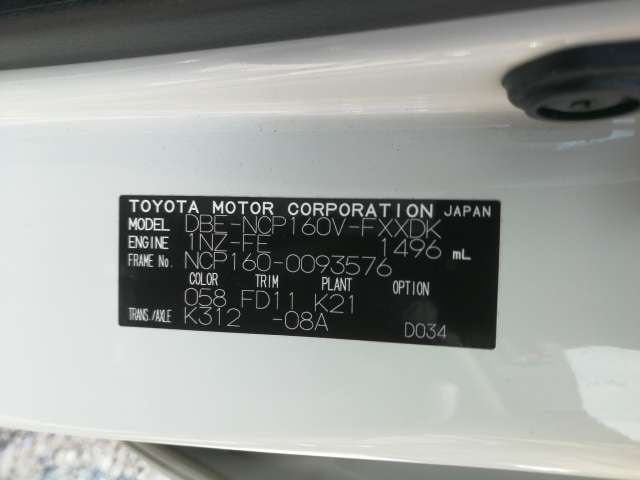 TOYOTA MOTOR CORPORATION JAPAN
MODEL DBE-NCP160V-FXXDK
ENGINE 1NZ-FE 1496 mL
FRAME No. NCP160-0093576
COLOR TRIM PLANT OPTION
058 FD11 K21
TRANS./AXLE K312 -08A D034